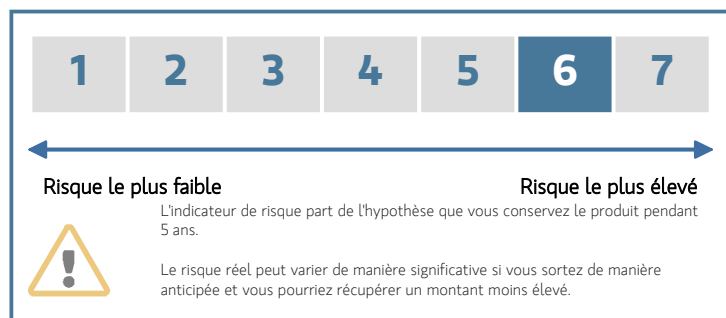 1 2 3 4 5 6 7
Risque le plus faible Risque le plus élevé
L'indicateur de risque part de l'hypothèse que vous conservez le produit pendant
5 ans.
Le risque réel peut varier de manière significative si vous sortez de manière
anticipée et vous pourriez récupérer un montant moins élevé.